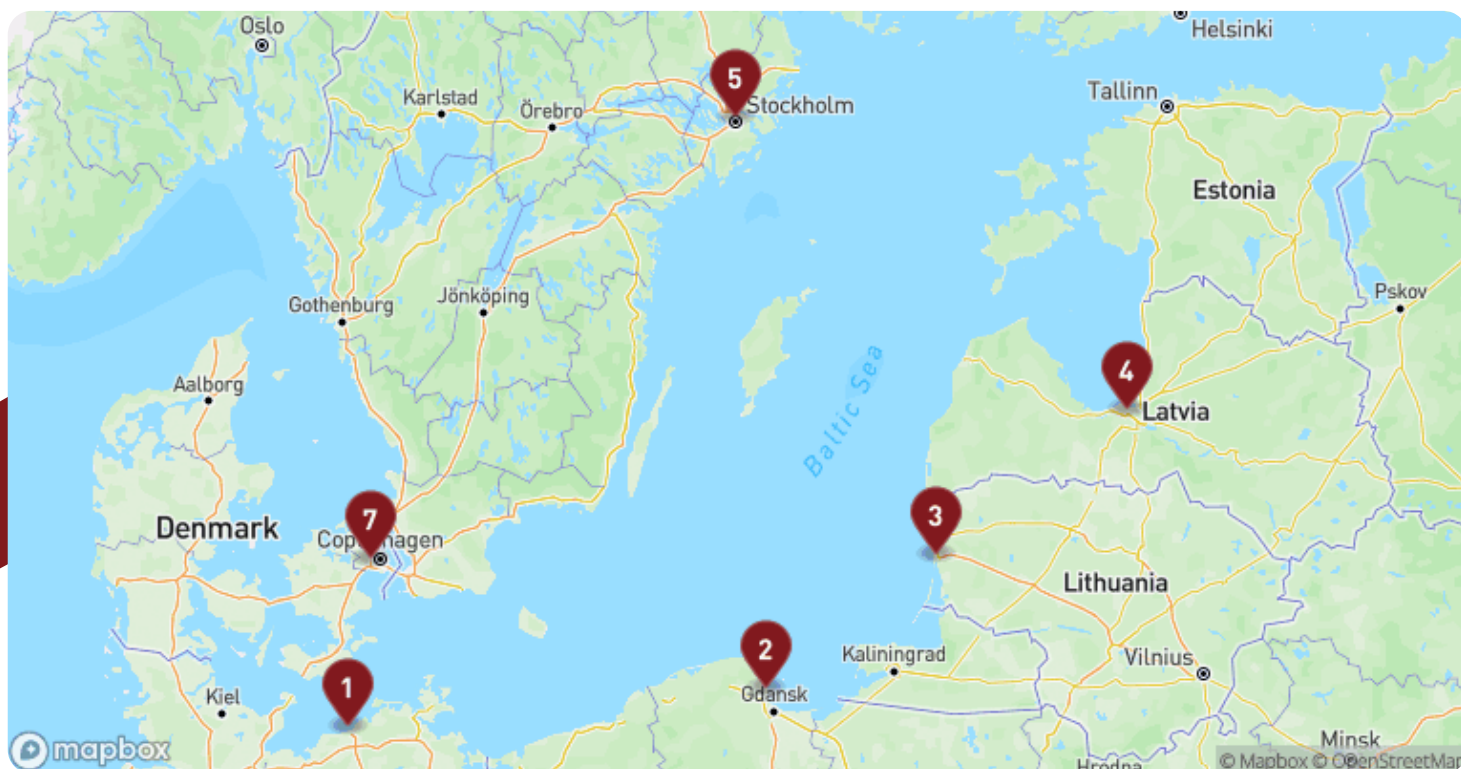 Oslo
Helsinki
5
Karlstad
Örebro
Stockholm
Tallinn
Estonia
Gothenburg
Jönköping
Pskov
Baltic Sea
Aalborg
4
Latvia
7
3
Denmark
Copenhagen
Lithuania
2
Kaliningrad
Vilnius
1
Kiel
Gdansk
mapbox
Minsk
Hrodna
© Mapbox © OpenStreetMap